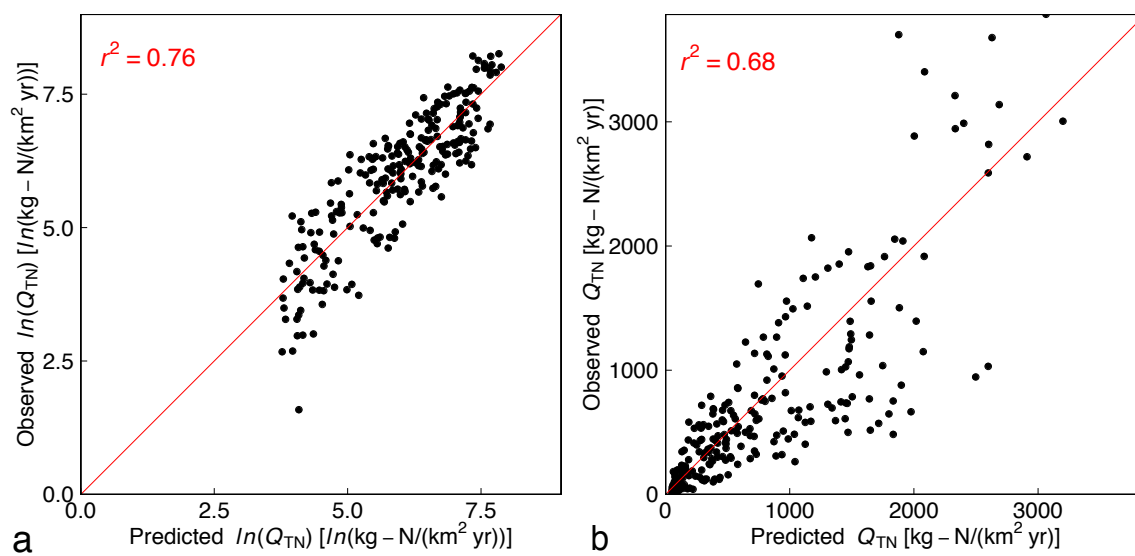 r² = 0.76
Observed ln(Q_TN) [ln(kg – N/(km² yr))]
7.5
5.0
2.5
0.0
0.0 2.5 5.0 7.5
Predicted ln(Q_TN) [ln(kg – N/(km² yr))]
a
r² = 0.68
Observed Q_TN [kg – N/(km² yr)]
3000
2000
1000
0
0 1000 2000 3000
Predicted Q_TN [kg – N/(km² yr)]
b